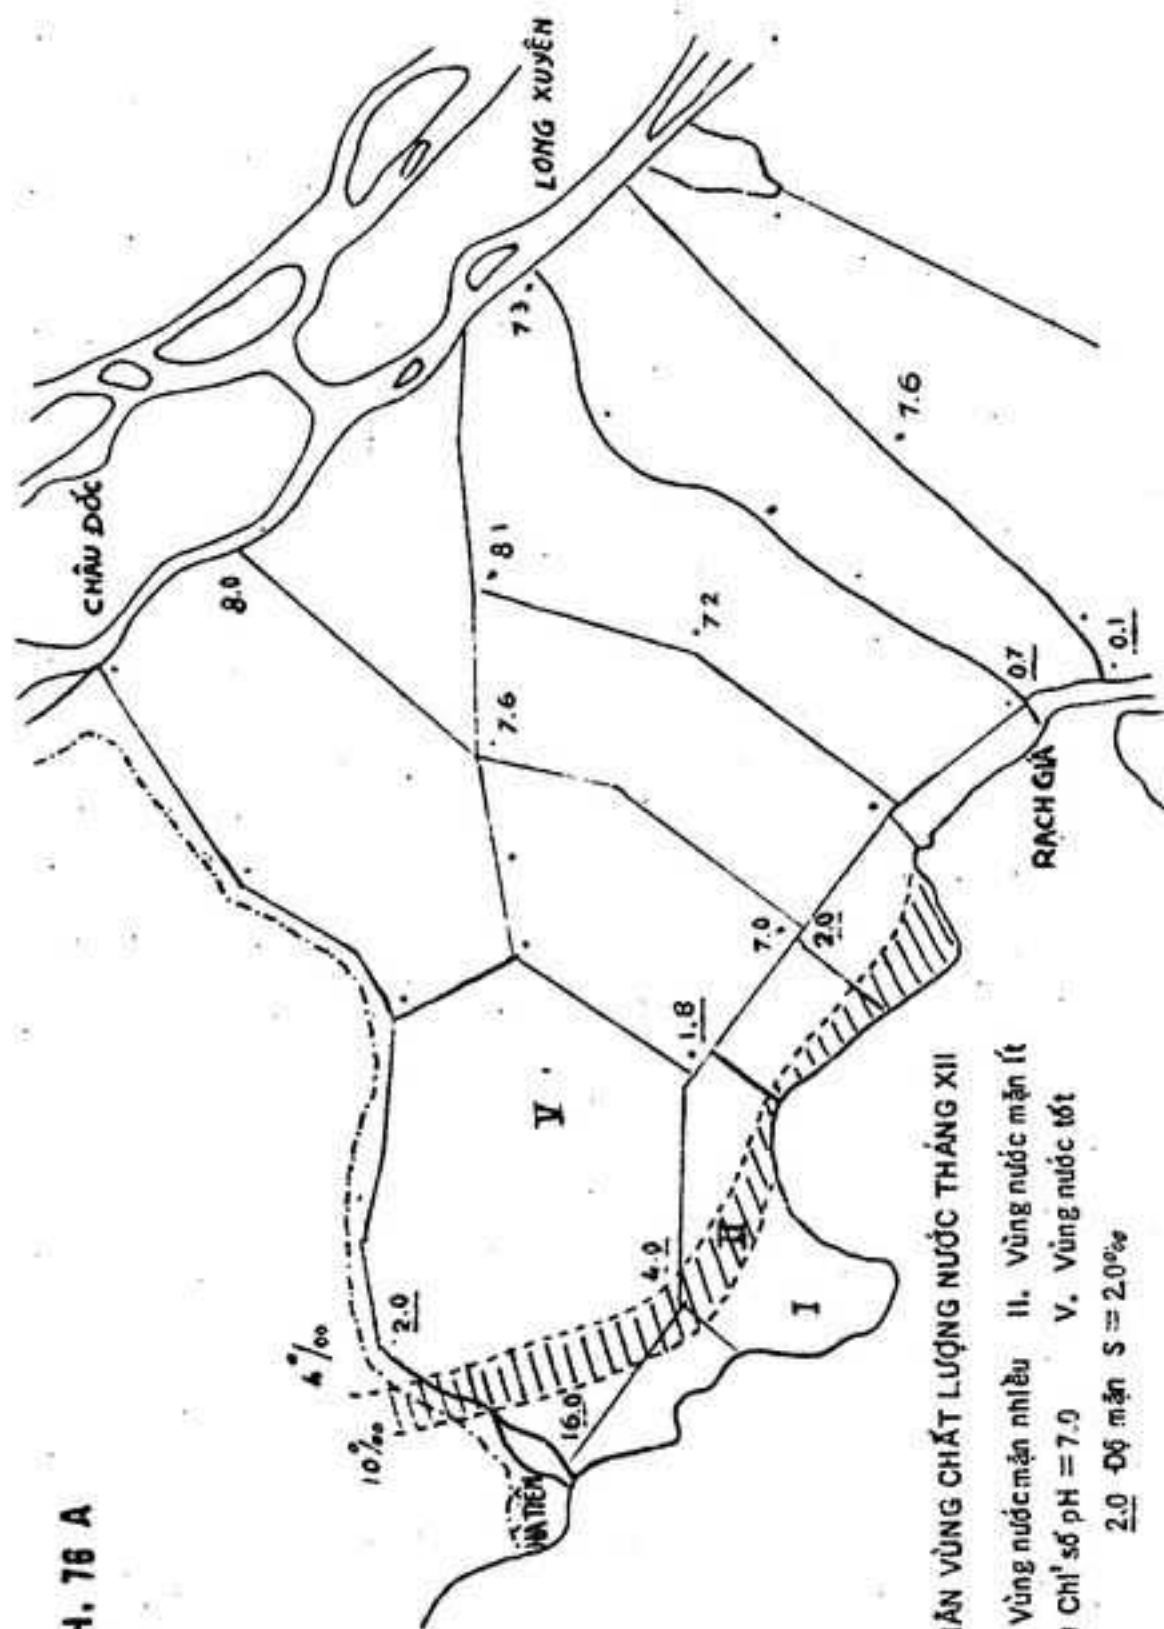 H. 76 A
CHÂU ĐỐC
LONG XUYÊN
8.0
7 3
8 1
7.6
7 2
7.6
0.7
0.1
RẠCH GIÁ
7.0
2.0
1.8
V
4.0
II
I
2.0
4‰
10‰
16.0
HÀ TIÊN
VÙNG CHẤT LƯỢNG NƯỚC THÁNG XII
Vùng nước mặn nhiều II. Vùng nước mặn ít
Chỉ số pH = 7.0 V. Vùng nước tốt
2.0 Độ mặn S = 2.0‰